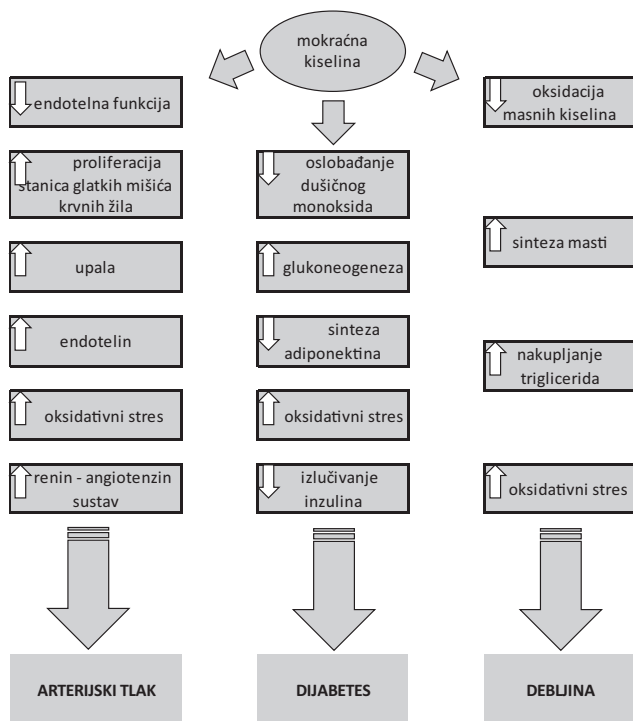 mokraćna
kiselina
endotelna funkcija
proliferacija
stanica glatkih mišića
krvnih žila
upala
endotelin
oksidativni stres
renin - angiotenzin
sustav
ARTERIJSKI TLAK
oslobađanje
dušičnog
monoksida
glukoneogeneza
sinteza
adiponektina
oksidativni stres
izlučivanje
inzulina
DIJABETES
oksidacija
masnih kiselina
sinteza masti
nakupljanje
triglicerida
oksidativni stres
DEBLJINA